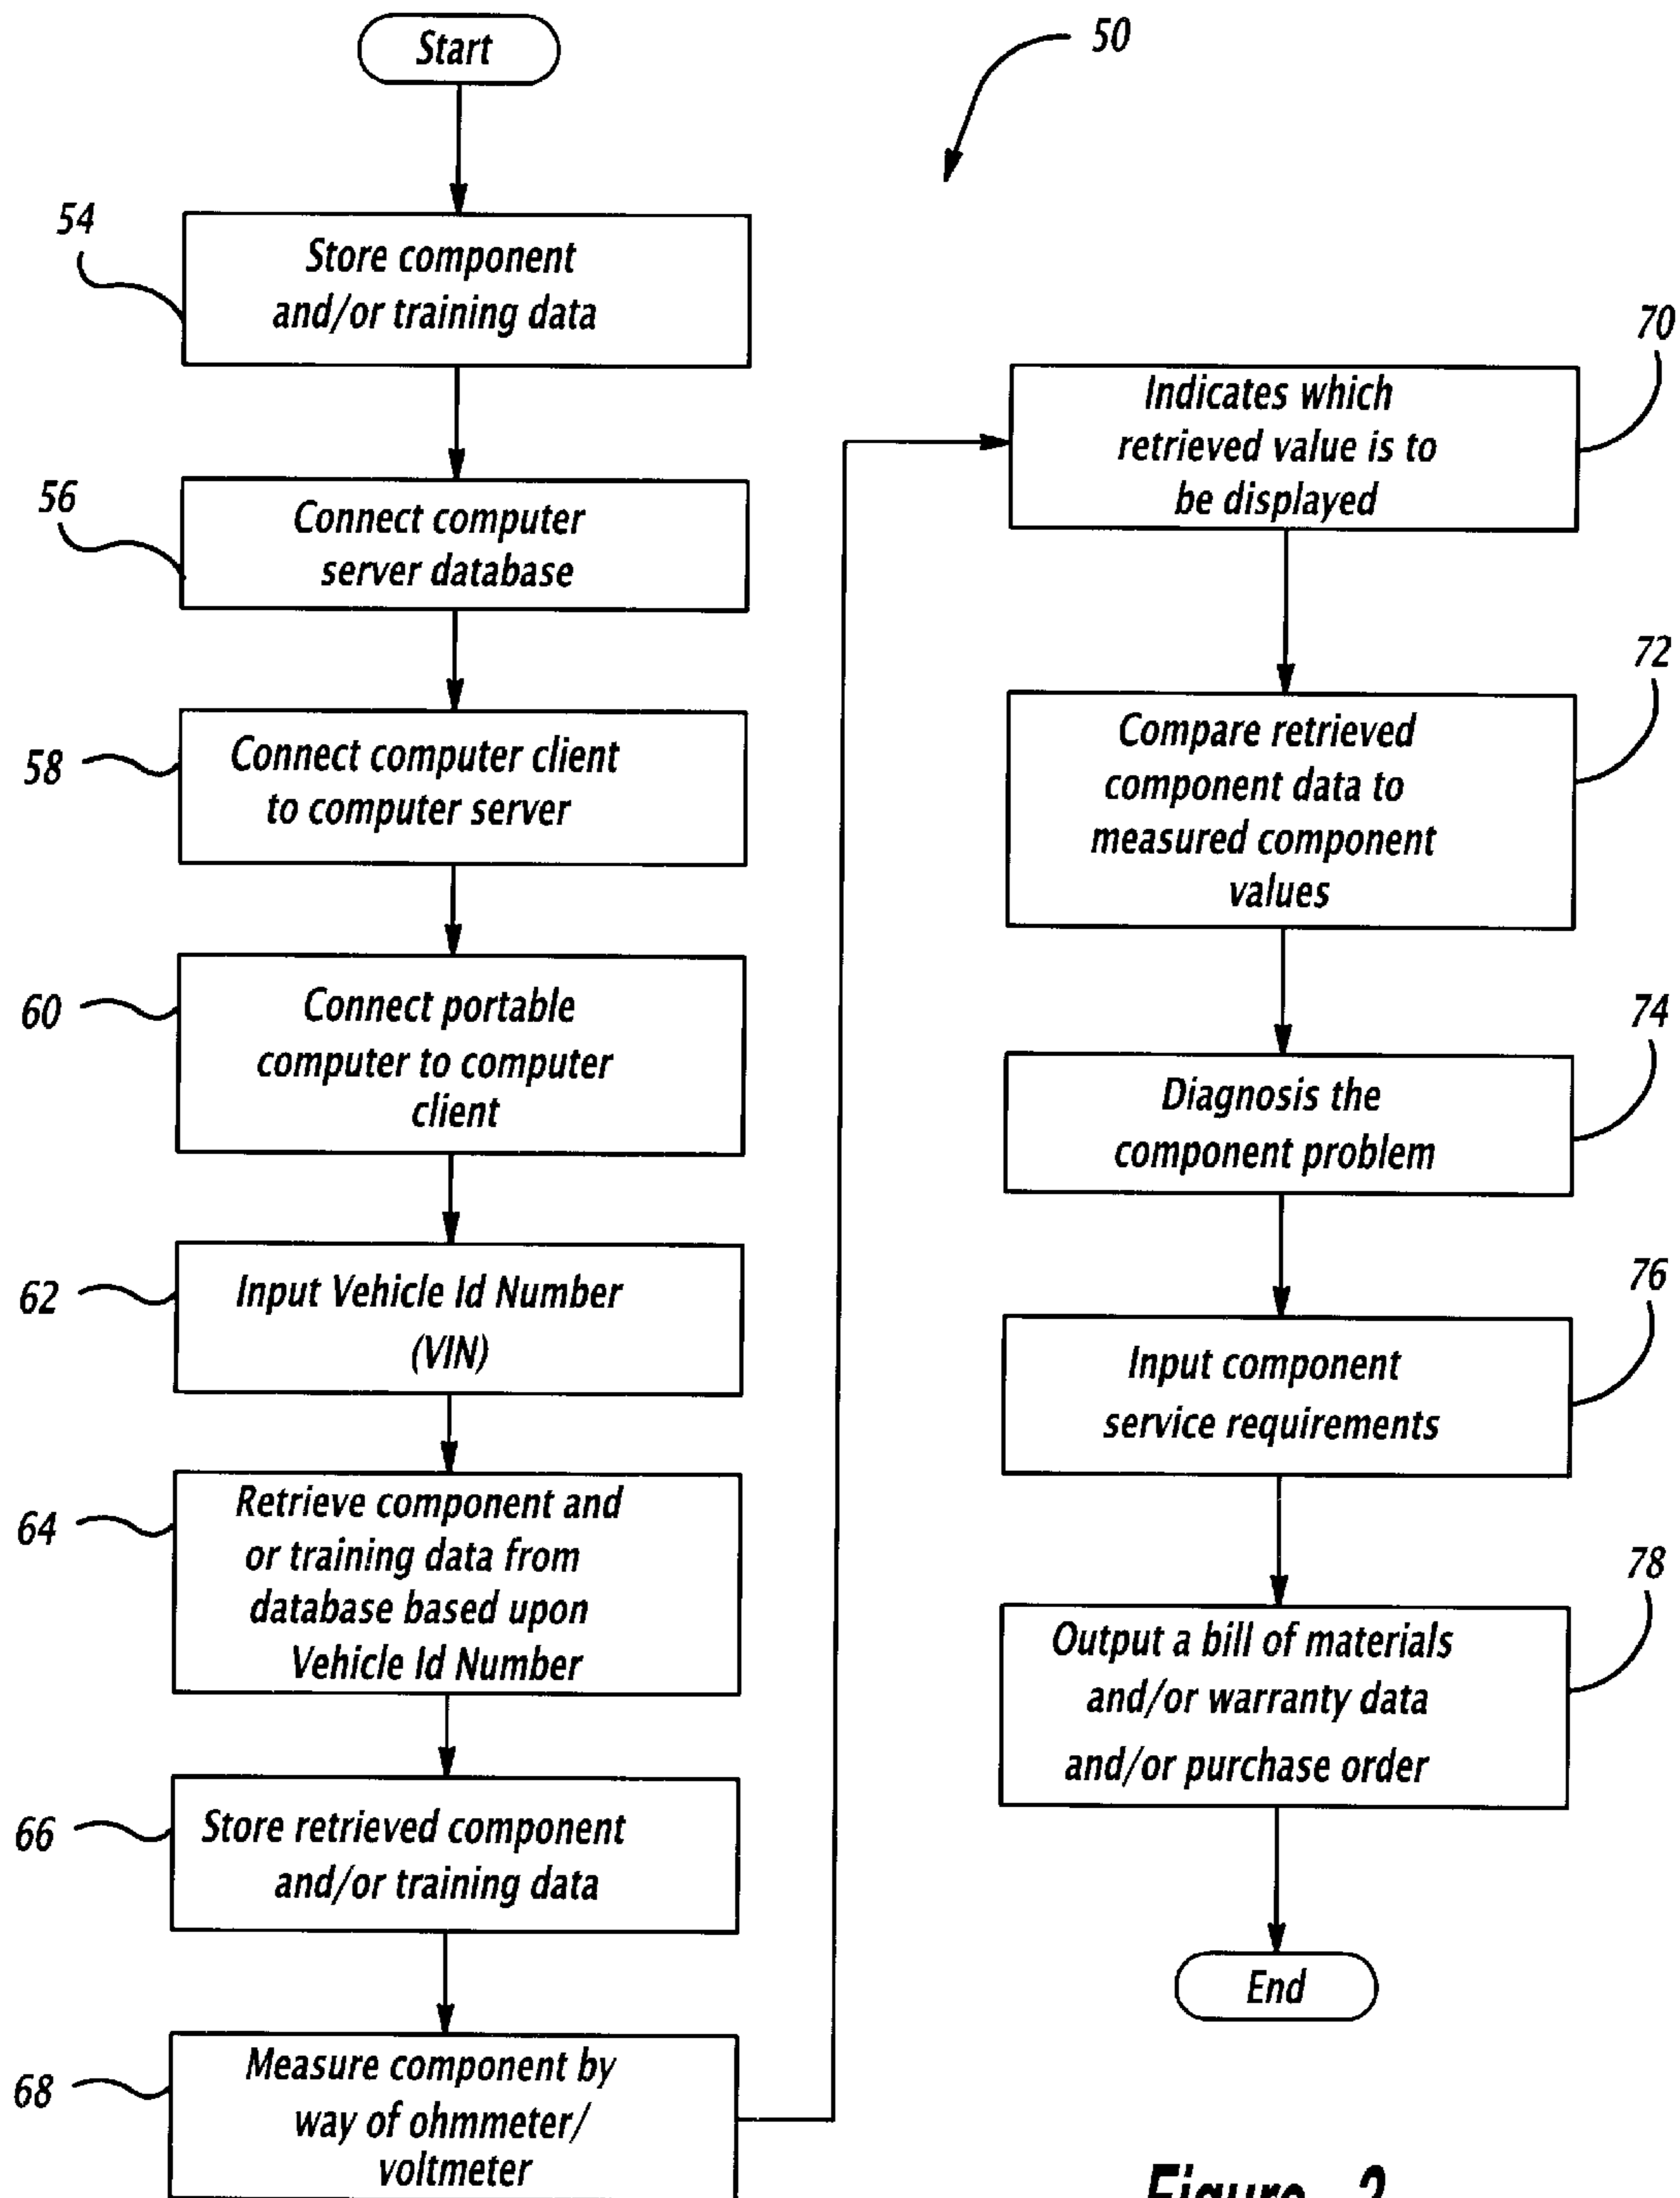 Start
50
54
Store component
and/or training data
56
Connect computer
server database
58
Connect computer client
to computer server
60
Connect portable
computer to computer
client
62
Input Vehicle Id Number
(VIN)
64
Retrieve component and
or training data from
database based upon
Vehicle Id Number
66
Store retrieved component
and/or training data
68
Measure component by
way of ohmmeter/
voltmeter
70
Indicates which
retrieved value is to
be displayed
72
Compare retrieved
component data to
measured component
values
74
Diagnosis the
component problem
76
Input component
service requirements
78
Output a bill of materials
and/or warranty data
and/or purchase order
End
Figure - 2